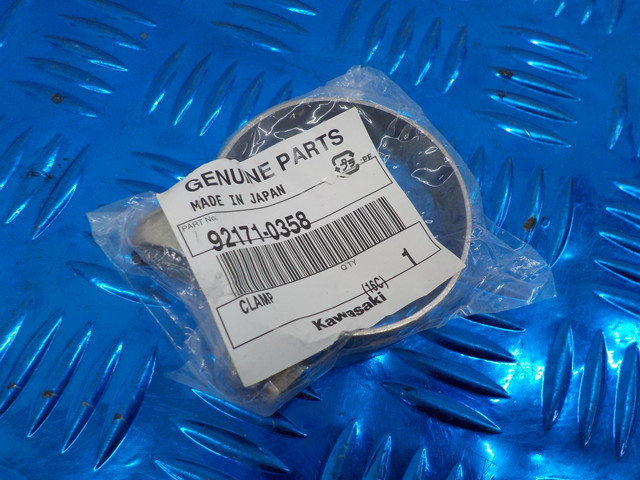 GENUINE PARTS
MADE IN JAPAN
PART No.
92171-0358
QTY
1
CLAMP
(16C)
Kawasaki